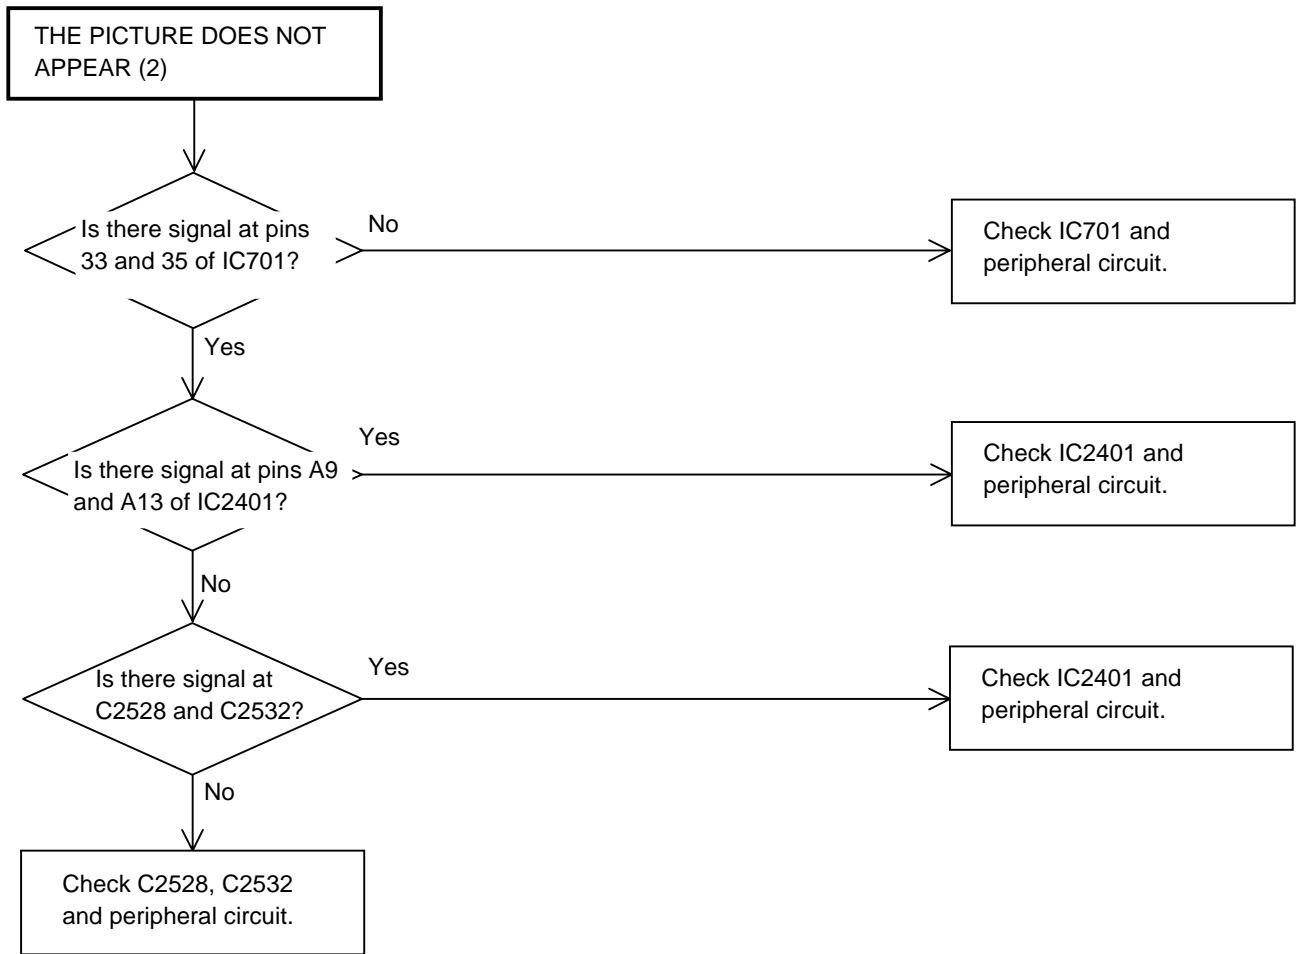 THE PICTURE DOES NOT
APPEAR (2)
Is there signal at pins
33 and 35 of IC701?
No
Check IC701 and
peripheral circuit.
Yes
Is there signal at pins A9
and A13 of IC2401?
Yes
Check IC2401 and
peripheral circuit.
No
Is there signal at
C2528 and C2532?
Yes
Check IC2401 and
peripheral circuit.
No
Check C2528, C2532
and peripheral circuit.